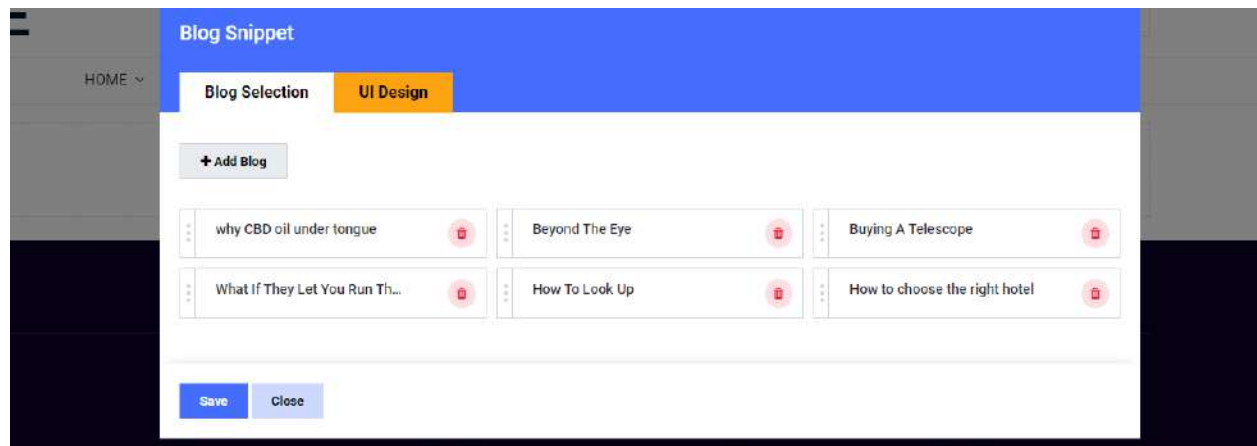 Blog Snippet
HOME
Blog Selection UI Design
+ Add Blog
why CBD oil under tongue Beyond The Eye Buying A Telescope
What If They Let You Run Th... How To Look Up How to choose the right hotel
Save Close